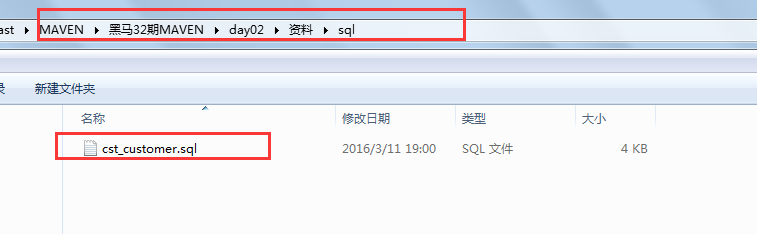 ast ▸ MAVEN ▸ 黑马32期MAVEN ▸ day02 ▸ 资料 ▸ sql
录 新建文件夹
名称 修改日期 类型 大小
cst_customer.sql 2016/3/11 19:00 SQL 文件 4 KB